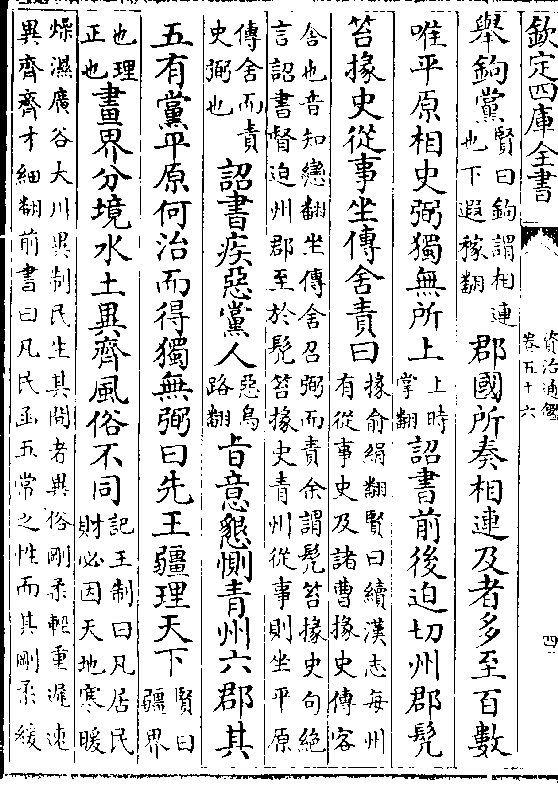 欽定四庫全書
資治通鑑
卷五十六
四
舉鉤黨賢曰鉤謂相連也下遐稼翻郡國所奏相連及者多至百數
唯平原相史弼獨無所上上時掌翻詔書前後迫切州郡髡
笞掾史從事坐傳舍責曰掾俞絹翻賢曰續漢志每州有從事史及諸曹掾史傳客
舍也音知戀翻坐傳舍召弼而責余謂髡笞掾史句絶
言詔書督迫州郡至於髡笞掾史青州從事則坐平原
傳舍而責史弼也詔書疾惡黨人惡烏路翻旨意懇惻青州六郡其
五有黨平原何治而得獨無弼曰先王疆理天下賢曰疆界
也理正也畫界分境水土異齊風俗不同記王制曰凡居民財必因天地寒暖
燥濕廣谷大川異制民生其間者異俗剛柔輕重遲速
異齊齊才細翻前書曰凡民函五常之性而其剛柔緩